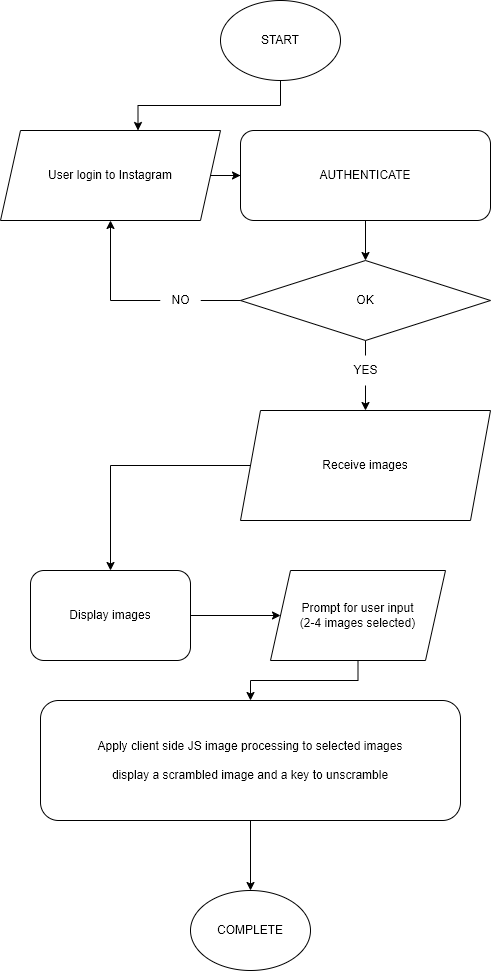 START
User login to Instagram
AUTHENTICATE
OK
NO
YES
Receive images
Display images
Prompt for user input
(2-4 images selected)
Apply client side JS image processing to selected images
display a scrambled image and a key to unscramble
COMPLETE